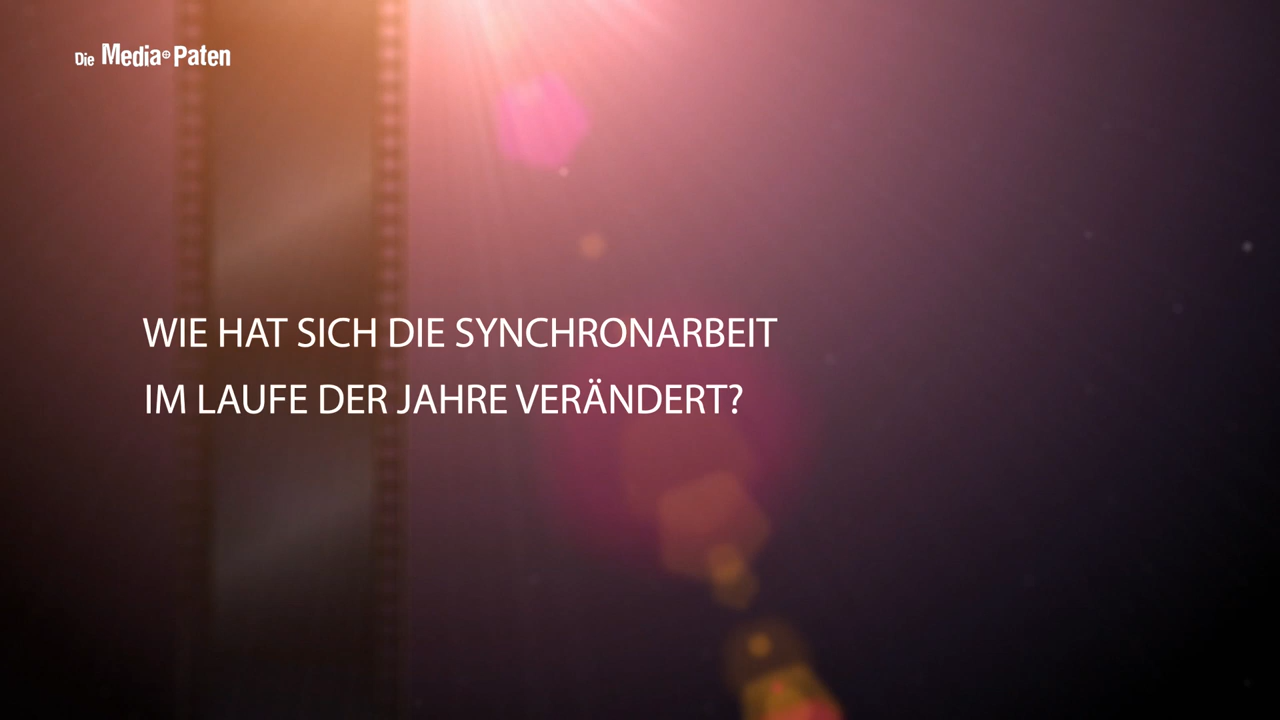 Die Media Paten
WIE HAT SICH DIE SYNCHRONARBEIT
IM LAUFE DER JAHRE VERÄNDERT?